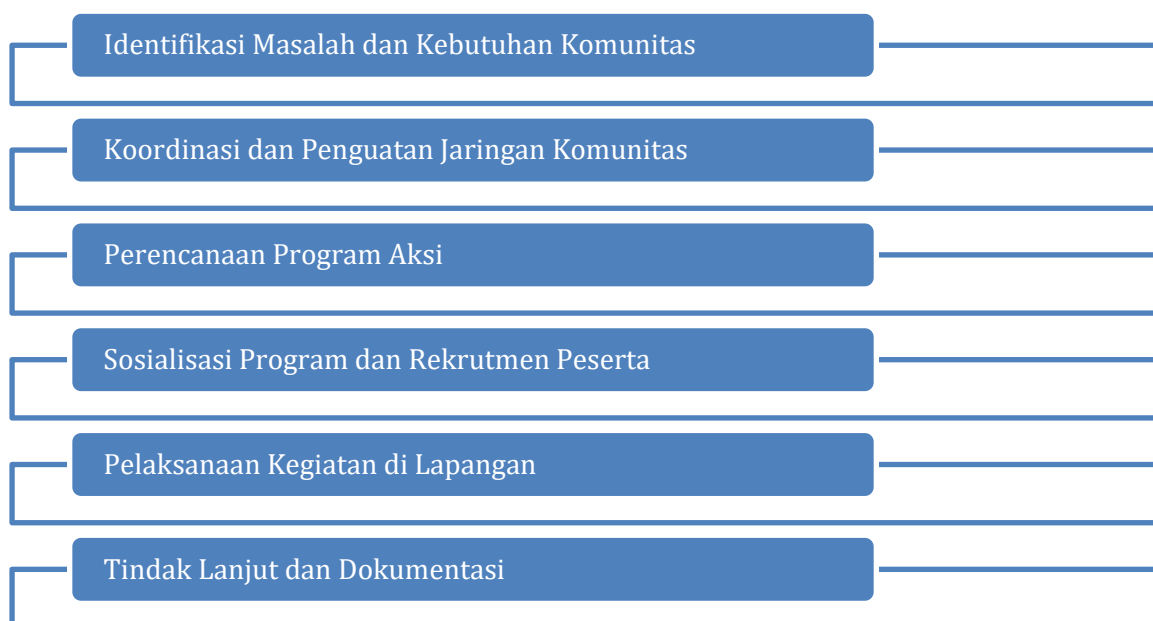 Identifikasi Masalah dan Kebutuhan Komunitas
Koordinasi dan Penguatan Jaringan Komunitas
Perencanaan Program Aksi
Sosialisasi Program dan Rekrutmen Peserta
Pelaksanaan Kegiatan di Lapangan
Tindak Lanjut dan Dokumentasi